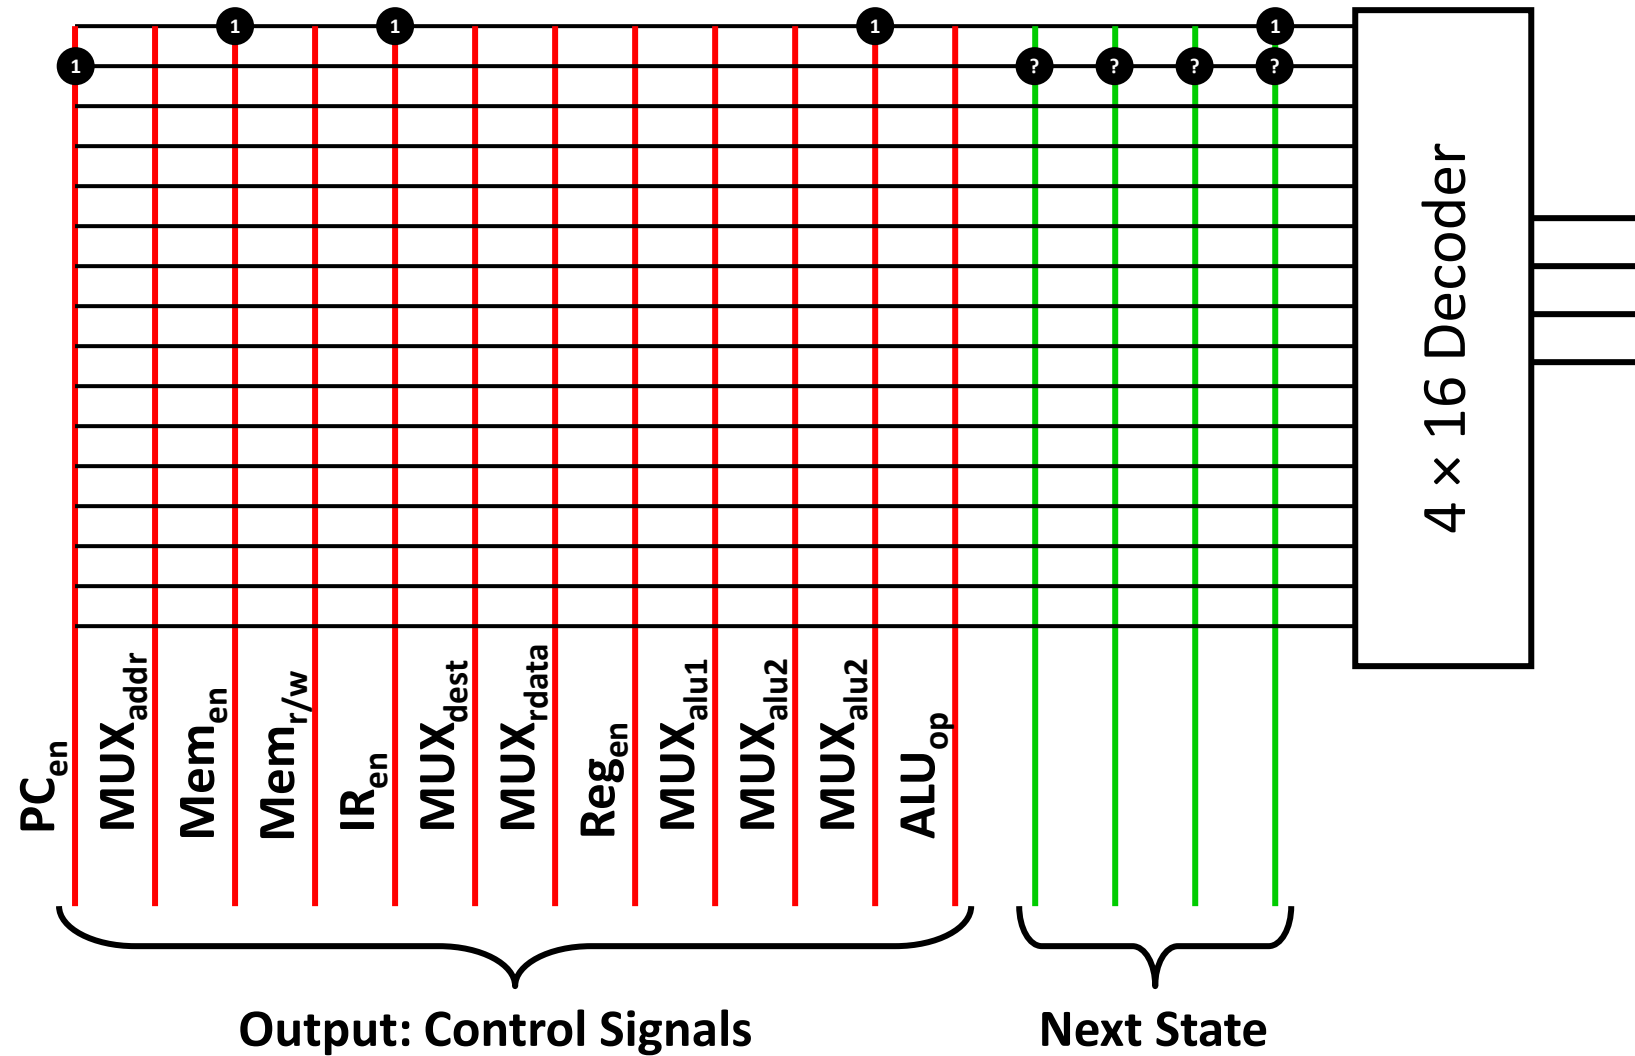 1 1 1 1
1 ? ? ? ?
4 × 16 Decoder
PCen
MUXaddr
Memen
Memr/w
IRen
MUXdest
MUXrdata
Regen
MUXalu1
MUXalu2
MUXalu2
ALUop
Output: Control Signals
Next State